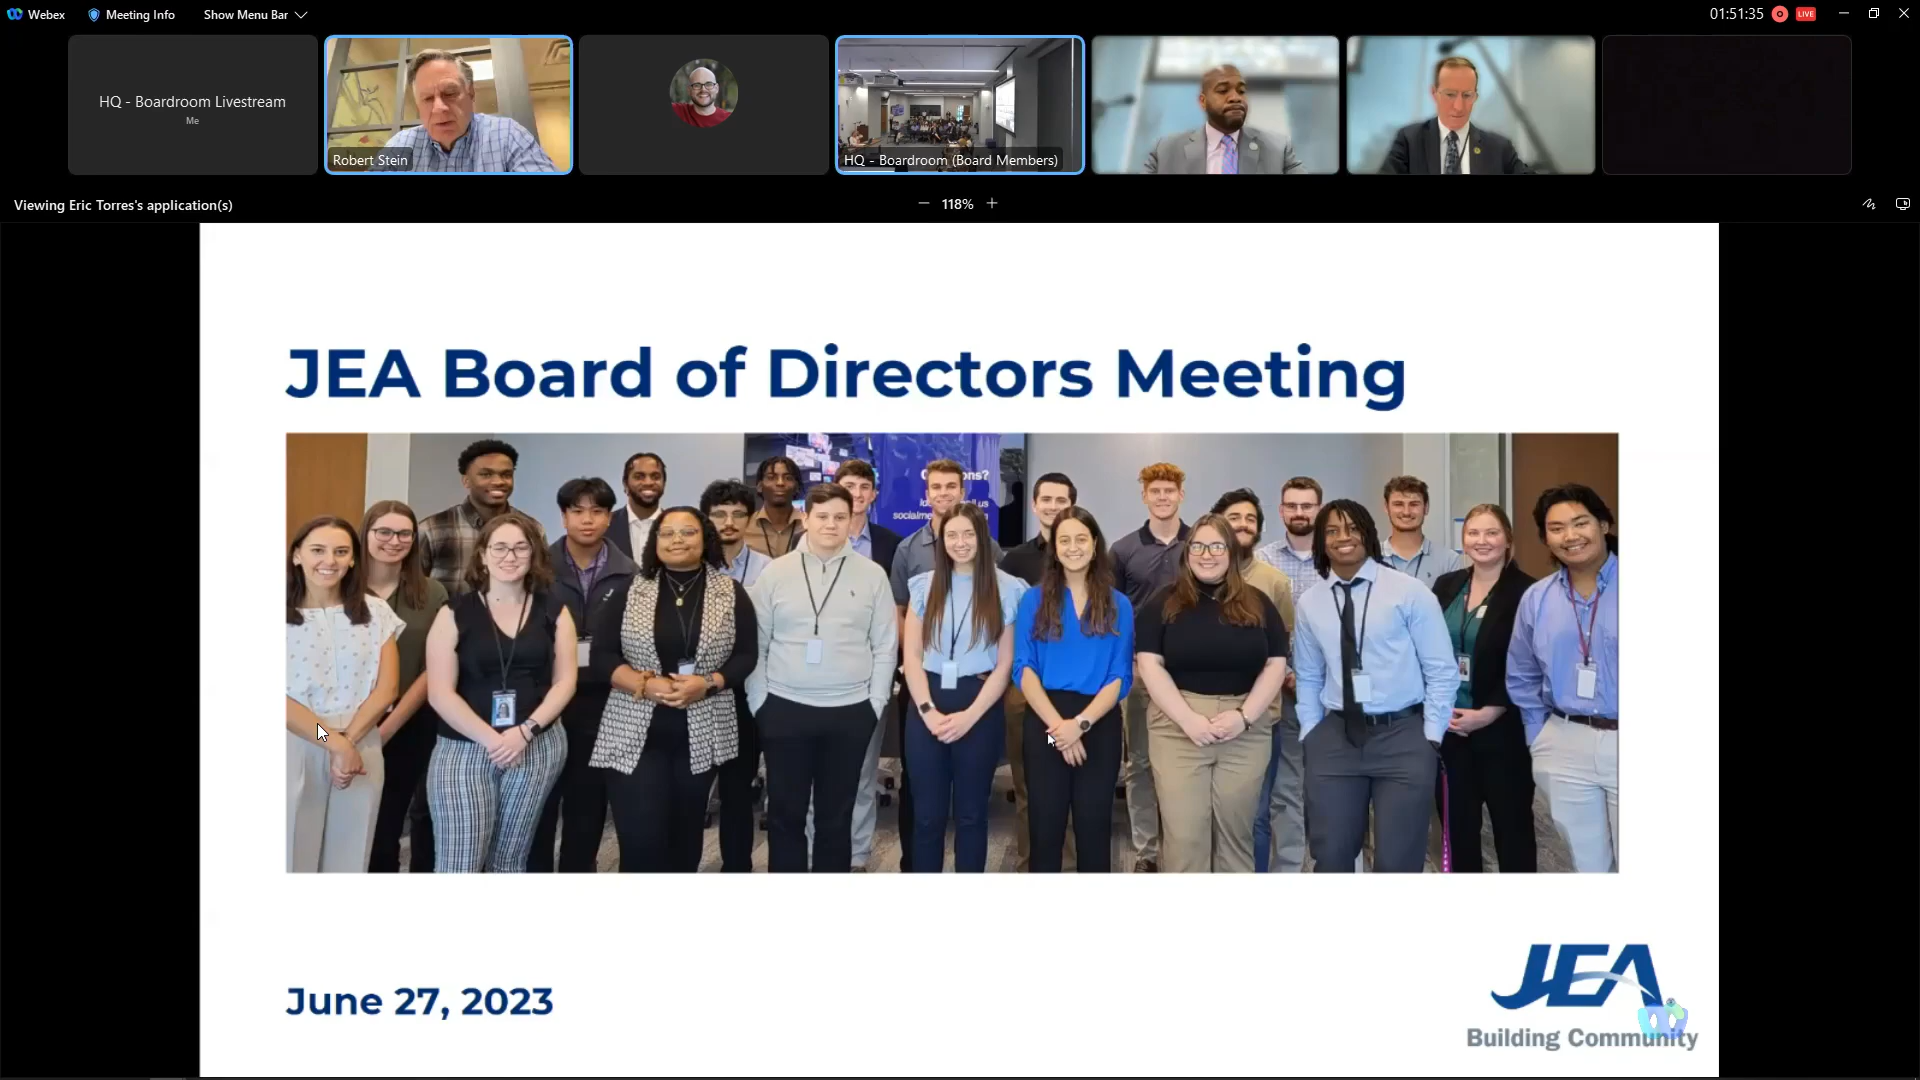 Webex
Meeting Info
Show Menu Bar
01:51:35
LIVE
HQ - Boardroom Livestream
Me
Robert Stein
HQ - Boardroom (Board Members)
Viewing Eric Torres's application(s)
118%
JEA Board of Directors Meeting
June 27, 2023
JEA
Building Community